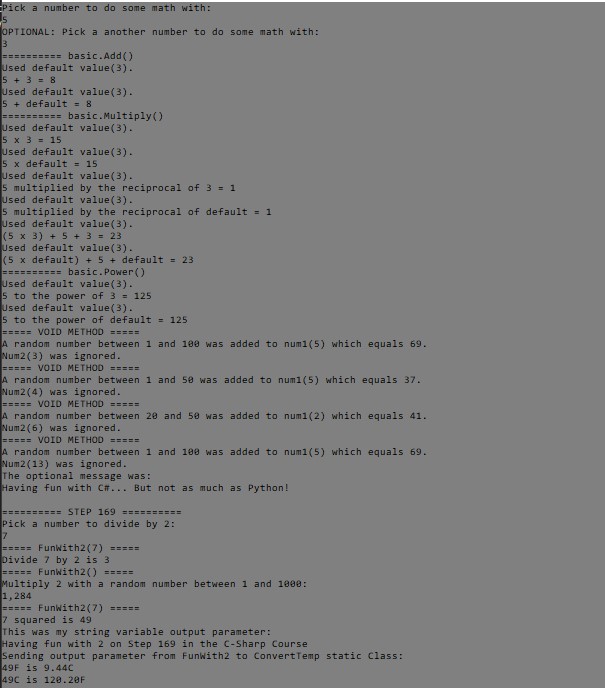 Pick a number to do some math with:
5
OPTIONAL: Pick a another number to do some math with:
3
========== basic.Add()
Used default value(3).
5 + 3 = 8
Used default value(3).
5 + default = 8
========== basic.Multiply()
Used default value(3).
5 x 3 = 15
Used default value(3).
5 x default = 15
Used default value(3).
5 multiplied by the reciprocal of 3 = 1
Used default value(3).
5 multiplied by the reciprocal of default = 1
Used default value(3).
(5 x 3) + 5 + 3 = 23
Used default value(3).
(5 x default) + 5 + default = 23
========== basic.Power()
Used default value(3).
5 to the power of 3 = 125
Used default value(3).
5 to the power of default = 125
===== VOID METHOD =====
A random number between 1 and 100 was added to num1(5) which equals 69.
Num2(3) was ignored.
===== VOID METHOD =====
A random number between 1 and 50 was added to num1(5) which equals 37.
Num2(4) was ignored.
===== VOID METHOD =====
A random number between 20 and 50 was added to num1(2) which equals 41.
Num2(6) was ignored.
===== VOID METHOD =====
A random number between 1 and 100 was added to num1(5) which equals 69.
Num2(13) was ignored.
The optional message was:
Having fun with C#... But not as much as Python!
========== STEP 169 ==========
Pick a number to divide by 2:
7
===== FunWith2(7) =====
Divide 7 by 2 is 3
===== FunWith2() =====
Multiply 2 with a random number between 1 and 1000:
1,284
===== FunWith2(7) =====
7 squared is 49
This was my string variable output parameter:
Having fun with 2 on Step 169 in the C-Sharp Course
Sending output parameter from FunWith2 to ConvertTemp static Class:
49F is 9.44C
49C is 120.20F